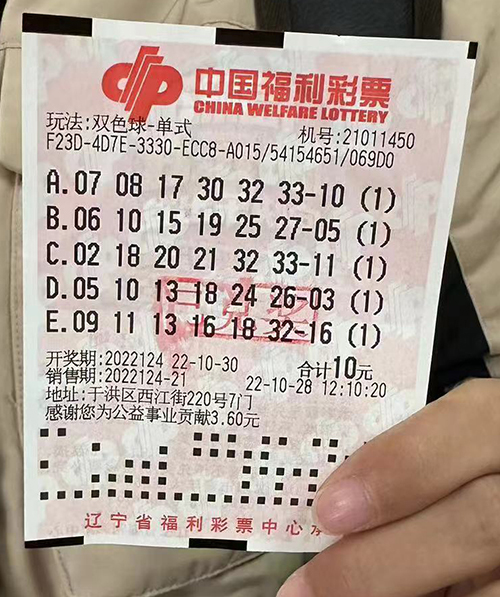 中国福利彩票
CHINA WELFARE LOTTERY
玩法:双色球-单式 机号:21011450
F23D-4D7E-3330-ECC8-A015/54154651/069D0
A.07 08 17 30 32 33-10 (1)
B.06 10 15 19 25 27-05 (1)
C.02 18 20 21 32 33-11 (1)
D.05 10 13 18 24 26-03 (1)
E.09 11 13 16 18 32-16 (1)
已兑奖
开奖期:2022124 22-10-30 合计10元
销售期:2022124-21 22-10-28 12:10:20
地址:于洪区西江街220号7门
感谢您为公益事业贡献3.60元
辽宁省福利彩票中心承